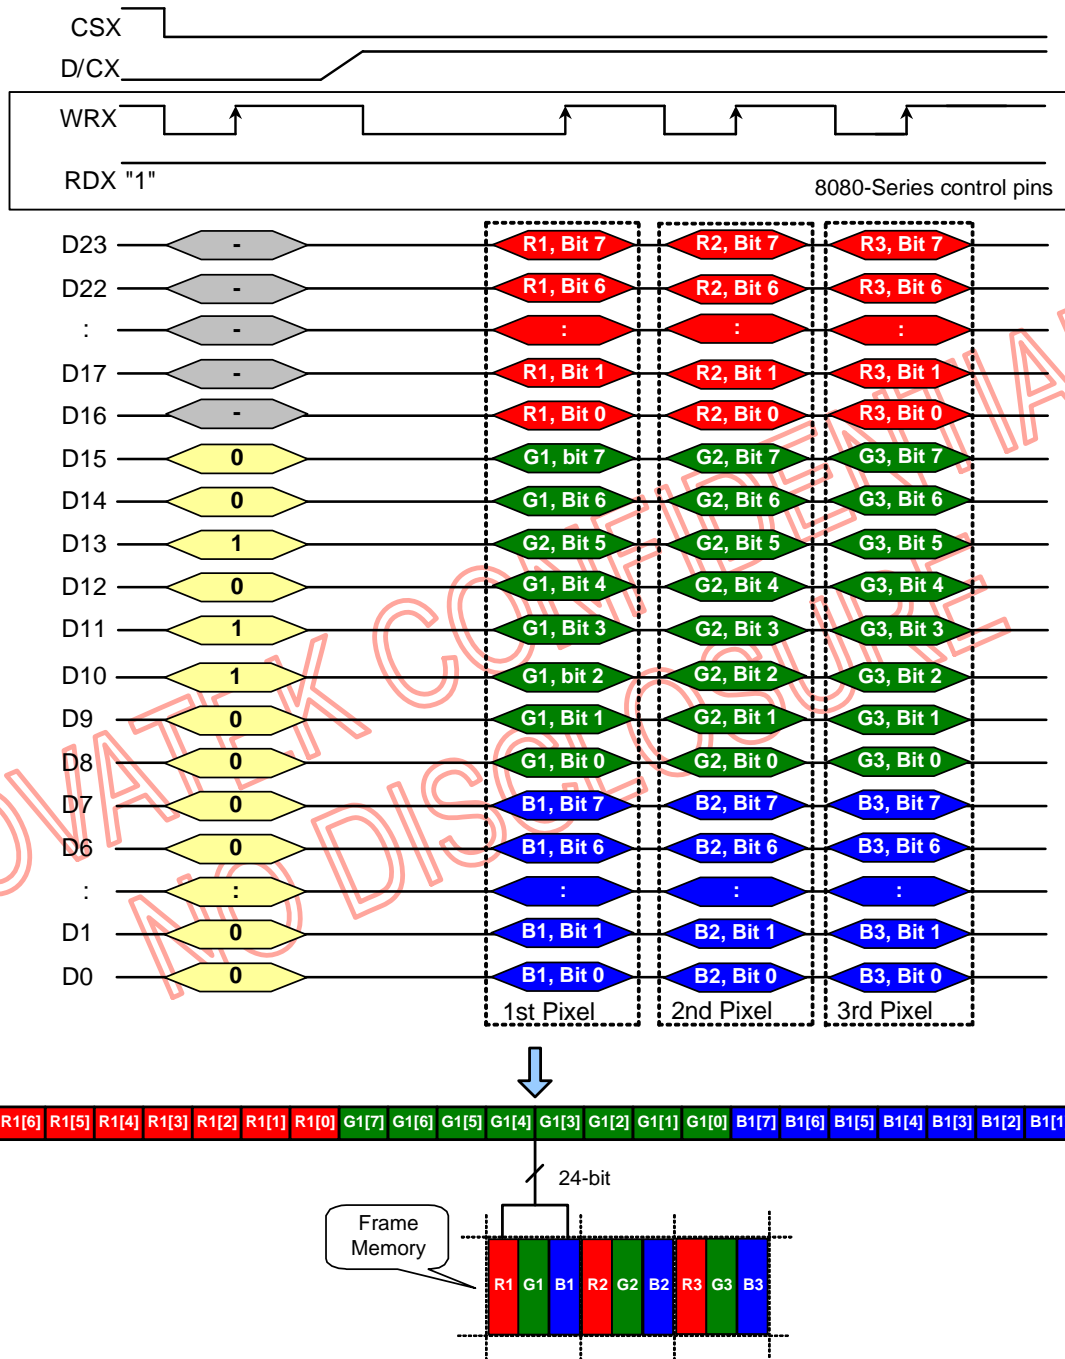 CSX
D/CX
WRX
RDX "1"
8080-Series control pins
D23 - R1, Bit 7 R2, Bit 7 R3, Bit 7
D22 - R1, Bit 6 R2, Bit 6 R3, Bit 6
: - : : :
D17 - R1, Bit 1 R2, Bit 1 R3, Bit 1
D16 - R1, Bit 0 R2, Bit 0 R3, Bit 0
D15 0 G1, bit 7 G2, Bit 7 G3, Bit 7
D14 0 G1, Bit 6 G2, Bit 6 G3, Bit 6
D13 1 G2, Bit 5 G2, Bit 5 G3, Bit 5
D12 0 G1, Bit 4 G2, Bit 4 G3, Bit 4
D11 1 G1, Bit 3 G2, Bit 3 G3, Bit 3
D10 1 G1, bit 2 G2, Bit 2 G3, Bit 2
D9 0 G1, Bit 1 G2, Bit 1 G3, Bit 1
D8 0 G1, Bit 0 G2, Bit 0 G3, Bit 0
D7 0 B1, Bit 7 B2, Bit 7 B3, Bit 7
D6 0 B1, Bit 6 B2, Bit 6 B3, Bit 6
: : : : :
D1 0 B1, Bit 1 B2, Bit 1 B3, Bit 1
D0 0 B1, Bit 0 B2, Bit 0 B3, Bit 0
1st Pixel 2nd Pixel 3rd Pixel
R1[6] R1[5] R1[4] R1[3] R1[2] R1[1] R1[0] G1[7] G1[6] G1[5] G1[4] G1[3] G1[2] G1[1] G1[0] B1[7] B1[6] B1[5] B1[4] B1[3] B1[2] B1[1
24-bit
Frame
Memory
R1 G1 B1 R2 G2 B2 R3 G3 B3
OVATEK CONFIDENTIA
NO DISCLOSURE